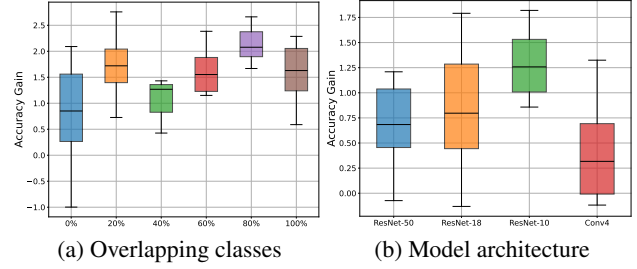 Accuracy Gain
2.5
2.0
1.5
1.0
0.5
0.0
−0.5
−1.0
0% 20% 40% 60% 80% 100%
(a) Overlapping classes
Accuracy Gain
1.75
1.50
1.25
1.00
0.75
0.50
0.25
0.00
ResNet-50 ResNet-18 ResNet-10 Conv4
(b) Model architecture